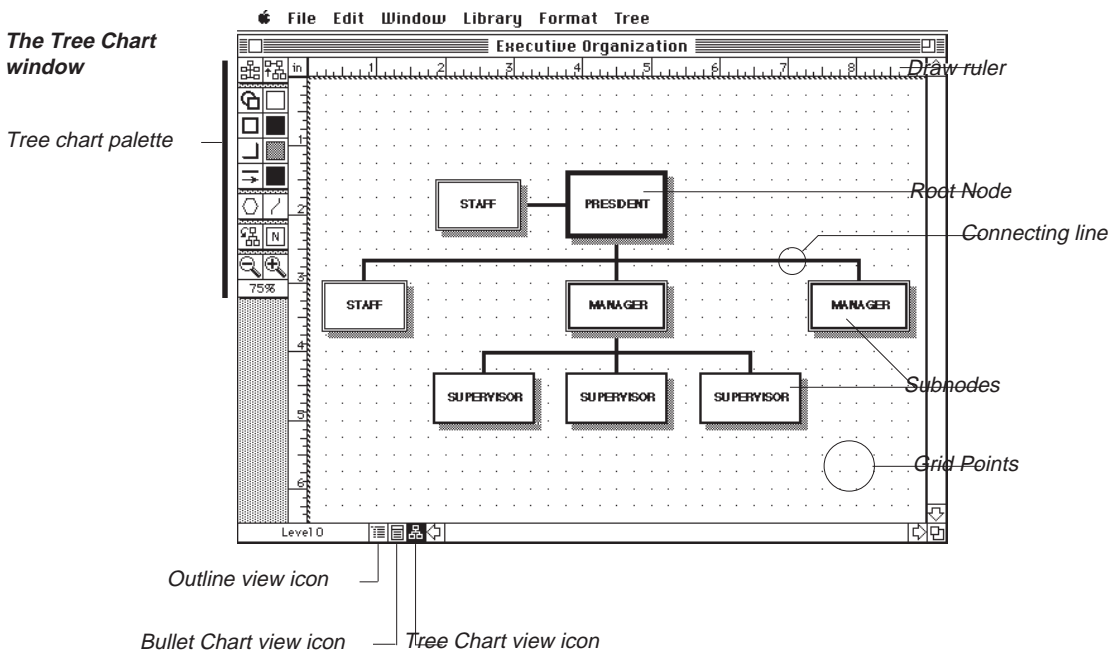 File Edit Window Library Format Tree
The Tree Chart
window
Executive Organization
in 1 2 3 4 5 6 7 8
Draw ruler
Tree chart palette
1
STAFF PRESIDENT
Root Node
2
N
Connecting line
75%
3
STAFF MANAGER MANAGER
4
SUPERVISOR SUPERVISOR SUPERVISOR
Subnodes
5
Grid Points
6
Level 0
Outline view icon
Bullet Chart view icon
Tree Chart view icon